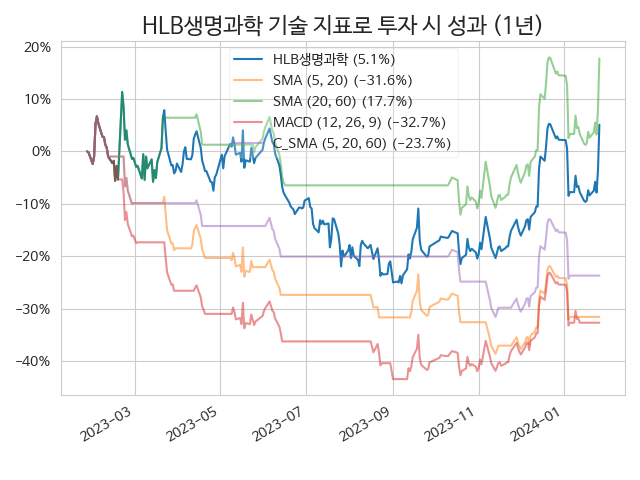 HLB생명과학 기술 지표로 투자 시 성과 (1년)
20%
10%
0%
−10%
−20%
−30%
−40%
HLB생명과학 (5.1%)
SMA (5, 20) (−31.6%)
SMA (20, 60) (17.7%)
MACD (12, 26, 9) (−32.7%)
C_SMA (5, 20, 60) (−23.7%)
2023−03
2023−05
2023−07
2023−09
2023−11
2024−01